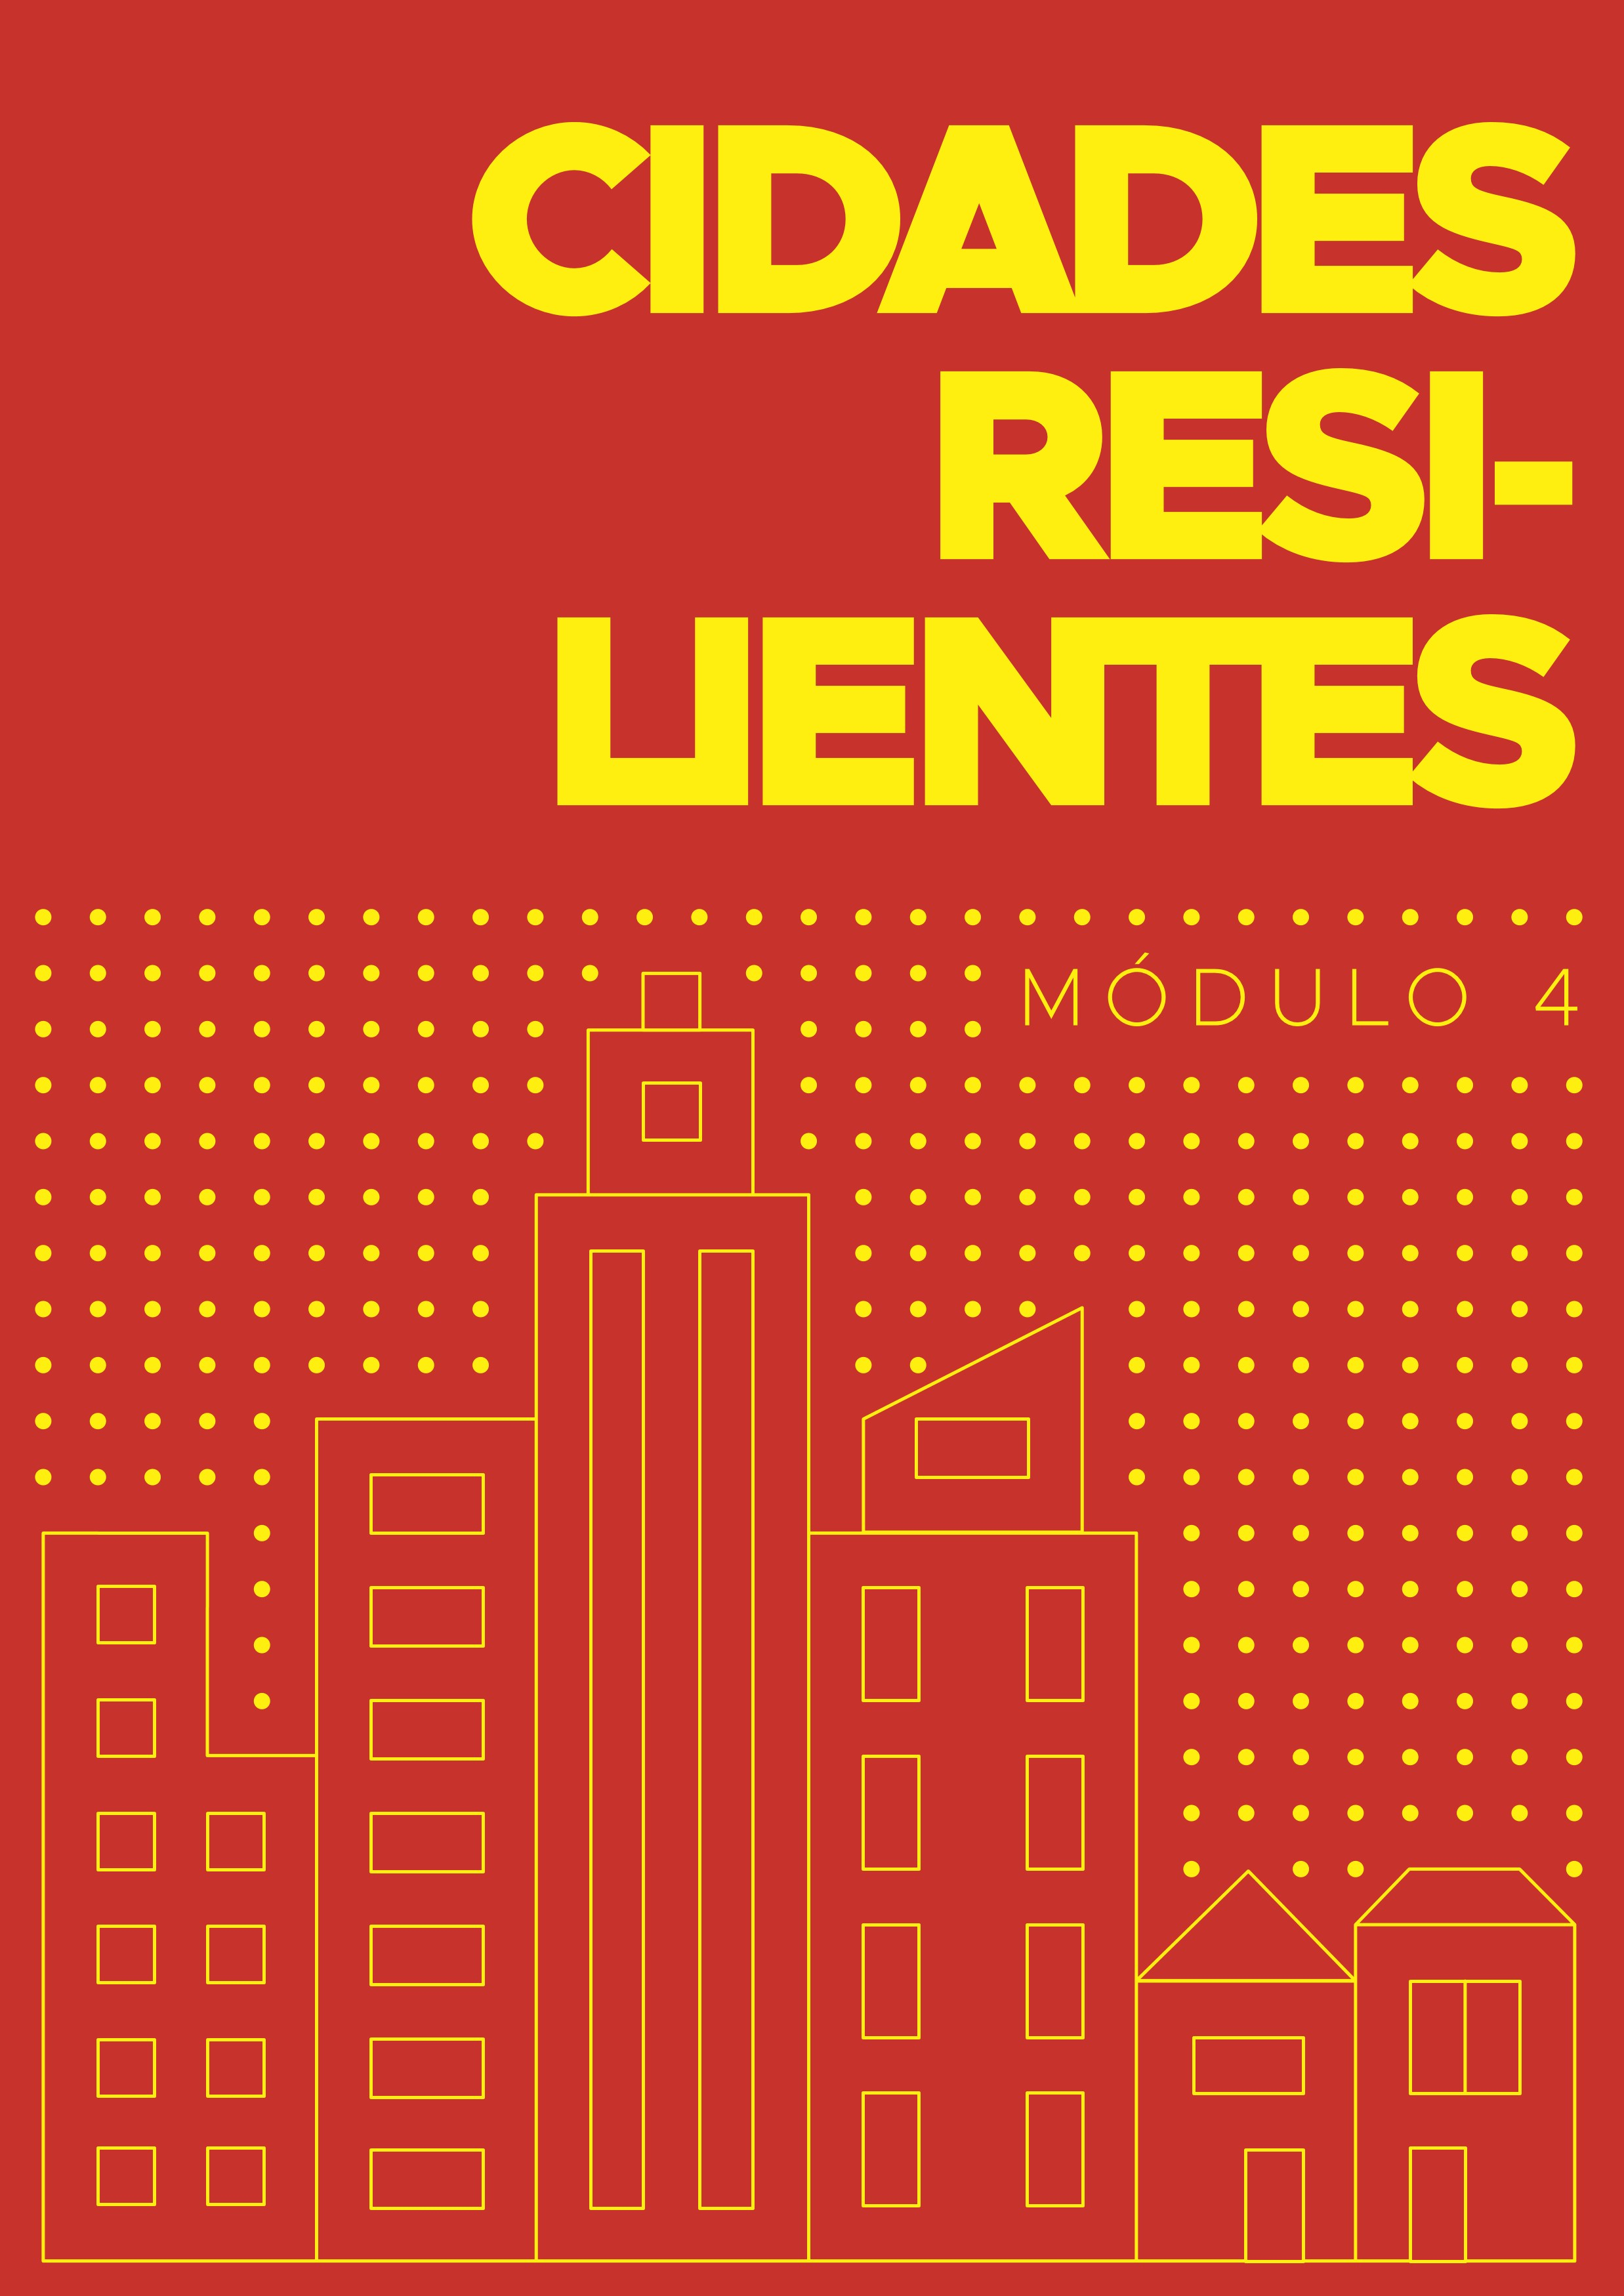 CIDADES
RESI-
LIENTES
MÓDULO 4